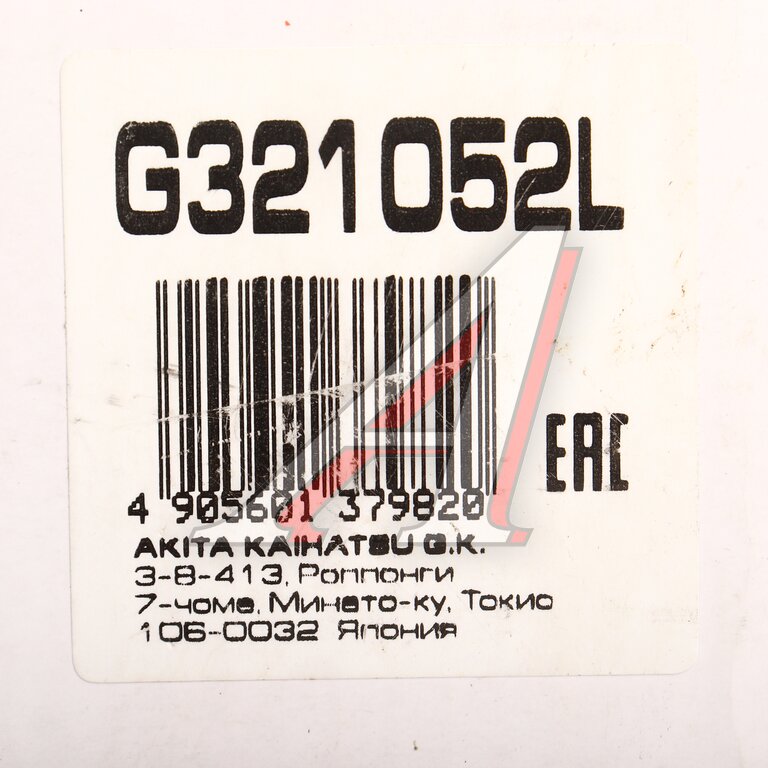 G321052L
EAC
4 905601 379820
AKITA KAIHATSU G.K.
3-8-413, Роппонги
7-чоме, Минато-ку, Токио
106-0032 Япония